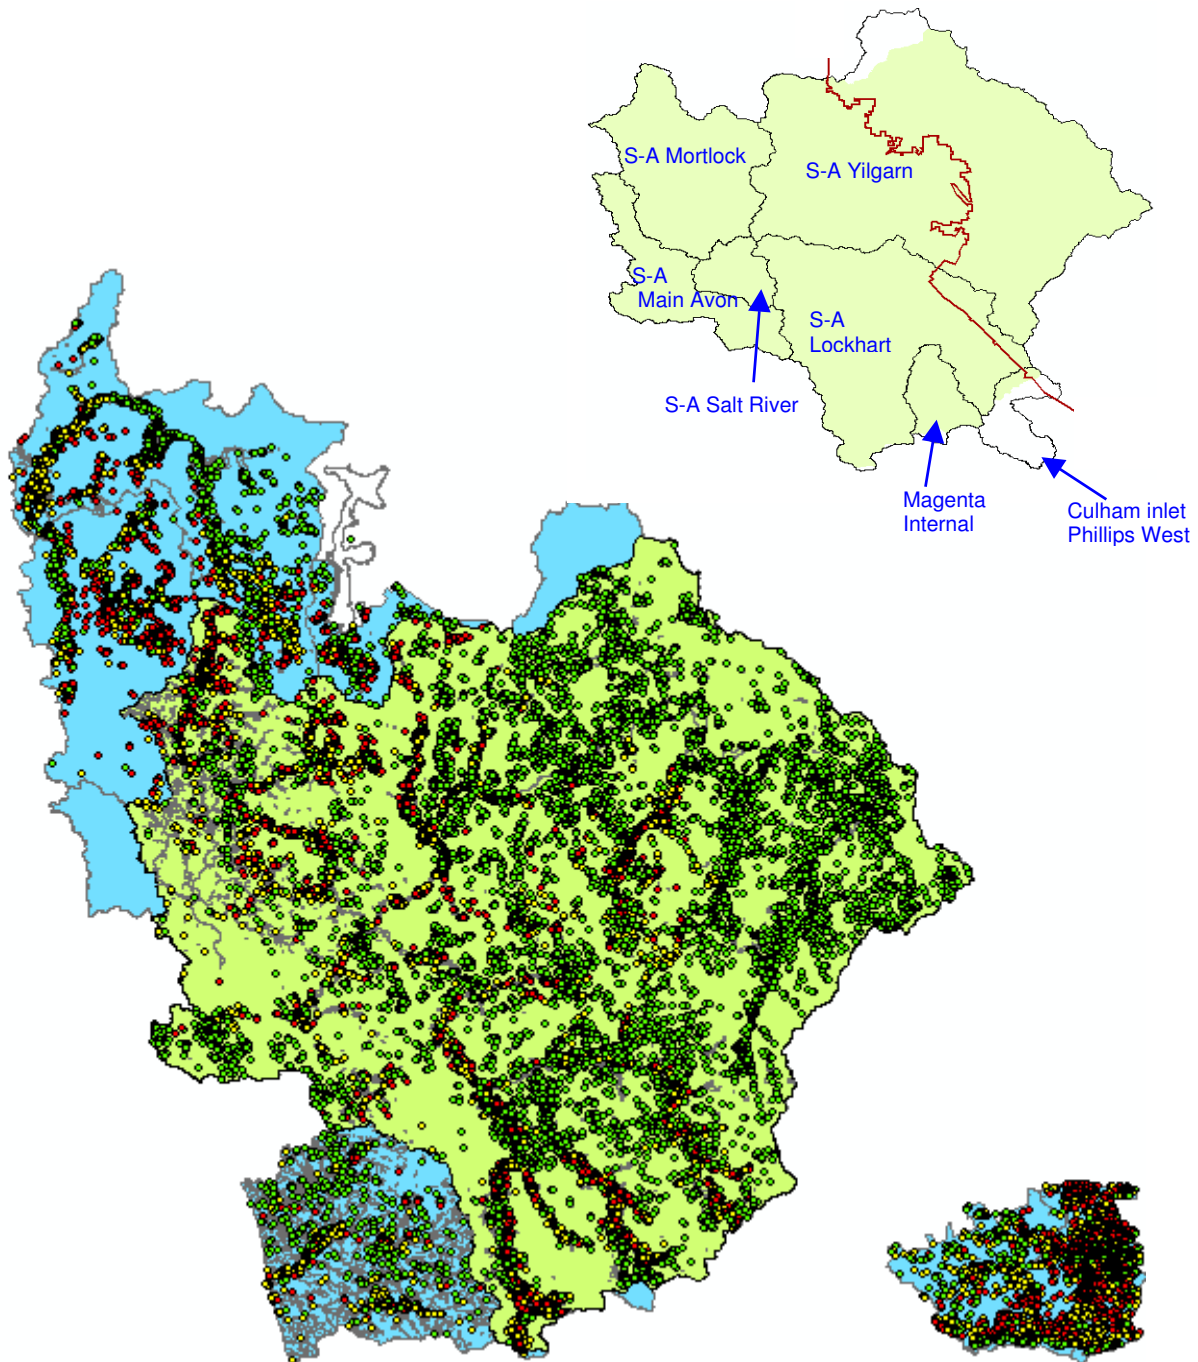 S-A Mortlock
S-A Yilgarn
S-A
Main Avon
S-A
Lockhart
S-A Salt River
Magenta
Internal
Culham inlet
Phillips West